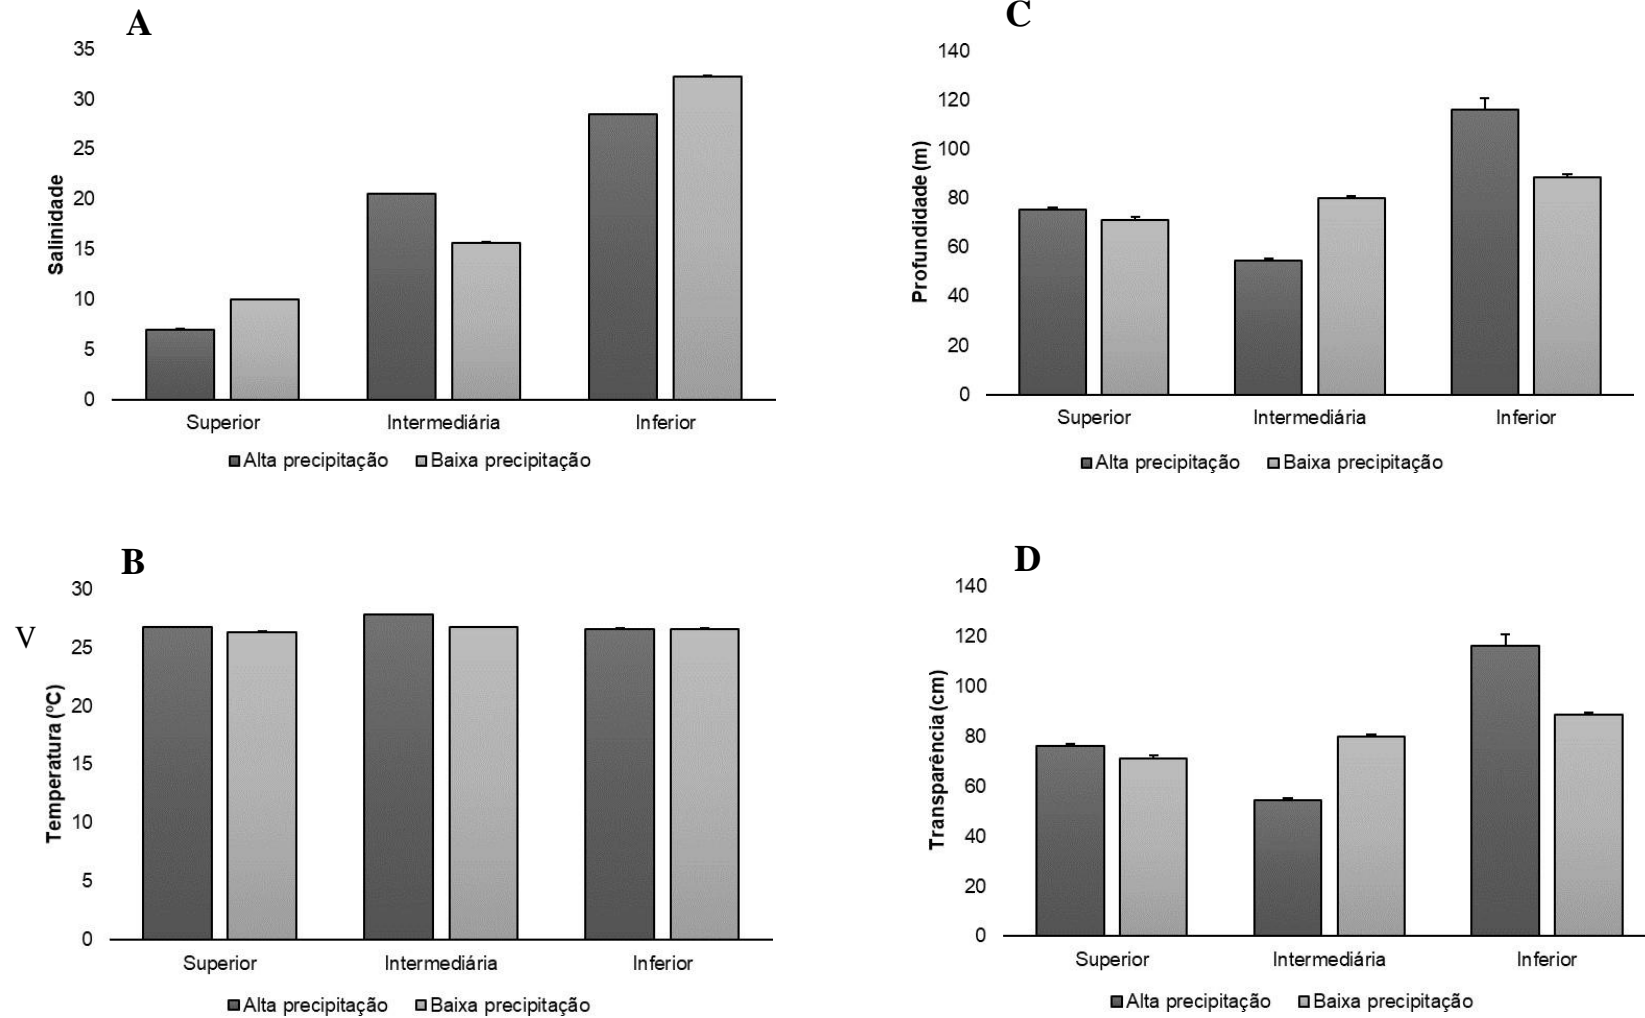 A
35
30
25
20
15
10
5
0
Salinidade
Superior Intermediária Inferior
Alta precipitação Baixa precipitação
C
140
120
100
80
60
40
20
0
Profundidade (m)
Superior Intermediária Inferior
Alta precipitação Baixa precipitação
B
30
25
20
15
10
5
0
V
Temperatura (ºC)
Superior Intermediária Inferior
Alta precipitação Baixa precipitação
D
140
120
100
80
60
40
20
0
Transparência (cm)
Superior Intermediária Inferior
Alta precipitação Baixa precipitação